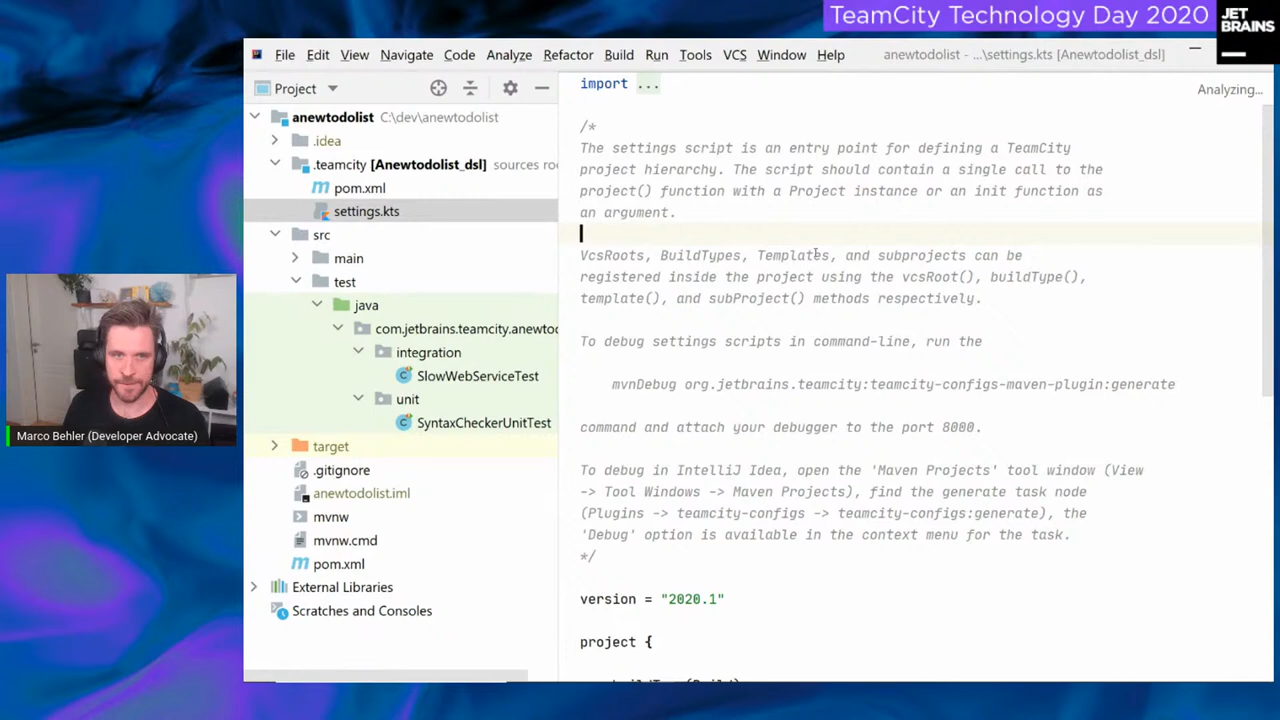 TeamCity Technology Day 2020
JET
BRAINS
File Edit View Navigate Code Analyze Refactor Build Run Tools VCS Window Help anewtodolist - ...\settings.kts [Anewtodolist_dsl]
Project
anewtodolist C:\dev\anewtodolist
.idea
.teamcity [Anewtodolist_dsl] sources roo
pom.xml
settings.kts
src
main
test
java
com.jetbrains.teamcity.anewtoc
integration
SlowWebServiceTest
unit
SyntaxCheckerUnitTest
target
.gitignore
anewtodolist.iml
mvnw
mvnw.cmd
pom.xml
External Libraries
Scratches and Consoles
import ...
Analyzing...
/*
The settings script is an entry point for defining a TeamCity
project hierarchy. The script should contain a single call to the
project() function with a Project instance or an init function as
an argument.
VcsRoots, BuildTypes, Templates, and subprojects can be
registered inside the project using the vcsRoot(), buildType(),
template(), and subProject() methods respectively.
To debug settings scripts in command-line, run the
mvnDebug org.jetbrains.teamcity:teamcity-configs-maven-plugin:generate
command and attach your debugger to the port 8000.
To debug in IntelliJ Idea, open the 'Maven Projects' tool window (View
-> Tool Windows -> Maven Projects), find the generate task node
(Plugins -> teamcity-configs -> teamcity-configs:generate), the
'Debug' option is available in the context menu for the task.
*/
version = "2020.1"
project {
Marco Behler (Developer Advocate)